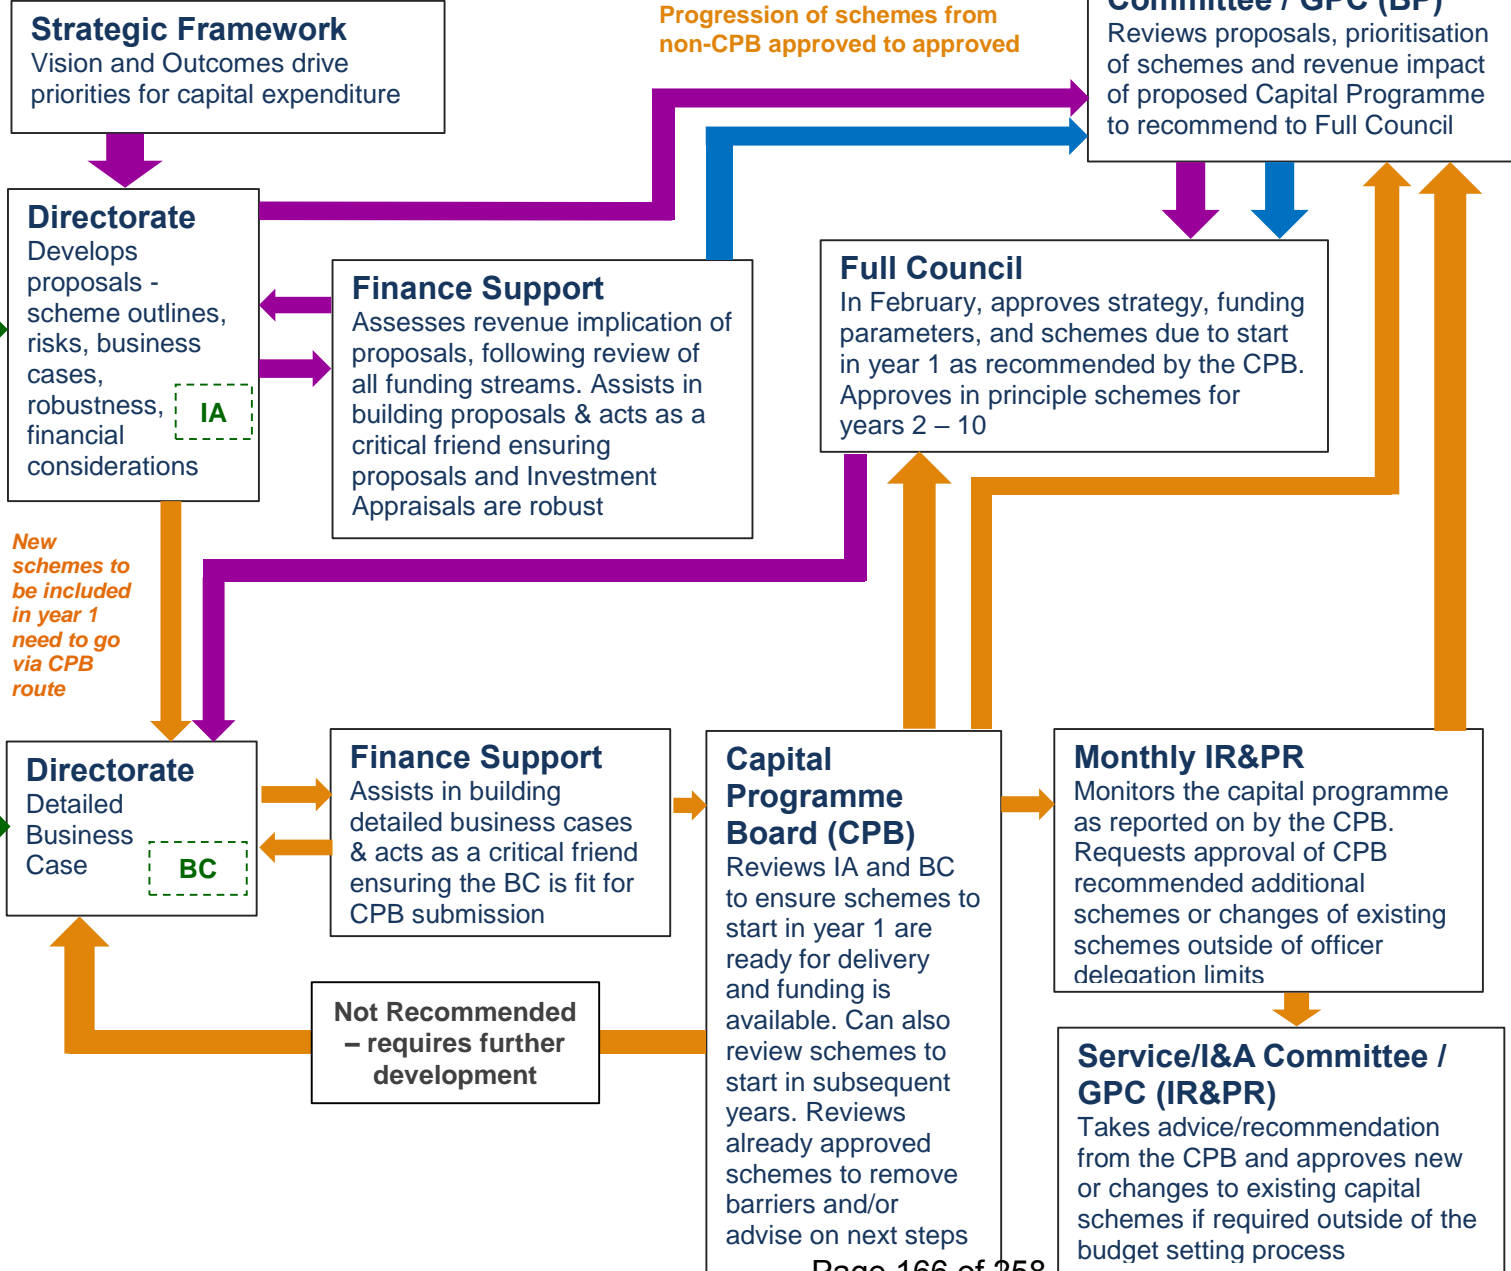 Strategic Framework
Vision and Outcomes drive
priorities for capital expenditure
Progression of schemes from
non-CPB approved to approved
Committee / GPC (BP)
Reviews proposals, prioritisation
of schemes and revenue impact
of proposed Capital Programme
to recommend to Full Council
Directorate
Develops
proposals -
scheme outlines,
risks, business
cases,
robustness,
financial
considerations
IA
Finance Support
Assesses revenue implication of
proposals, following review of
all funding streams. Assists in
building proposals & acts as a
critical friend ensuring
proposals and Investment
Appraisals are robust
Full Council
In February, approves strategy, funding
parameters, and schemes due to start
in year 1 as recommended by the CPB.
Approves in principle schemes for
years 2 – 10
New
schemes to
be included
in year 1
need to go
via CPB
route
Directorate
Detailed
Business
Case
BC
Finance Support
Assists in building
detailed business cases
& acts as a critical friend
ensuring the BC is fit for
CPB submission
Capital
Programme
Board (CPB)
Reviews IA and BC
to ensure schemes to
start in year 1 are
ready for delivery
and funding is
available. Can also
review schemes to
start in subsequent
years. Reviews
already approved
schemes to remove
barriers and/or
advise on next steps
Monthly IR&PR
Monitors the capital programme
as reported on by the CPB.
Requests approval of CPB
recommended additional
schemes or changes of existing
schemes outside of officer
delegation limits
Not Recommended
– requires further
development
Service/I&A Committee /
GPC (IR&PR)
Takes advice/recommendation
from the CPB and approves new
or changes to existing capital
schemes if required outside of the
budget setting process
Page 166 of 258